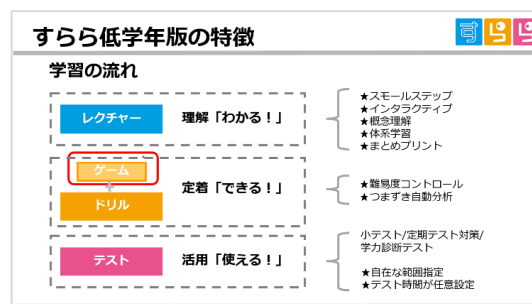 すらら低学年版の特徴
すらら
学習の流れ
レクチャー
理解「わかる！」
★スモールステップ
★インタラクティブ
★概念理解
★体系学習
★まとめプリント
ゲーム
+
ドリル
定着「できる！」
★難易度コントロール
★つまずき自動分析
テスト
活用「使える！」
小テスト/定期テスト対策/
学力診断テスト
★自在な範囲指定
★テスト時間が任意設定